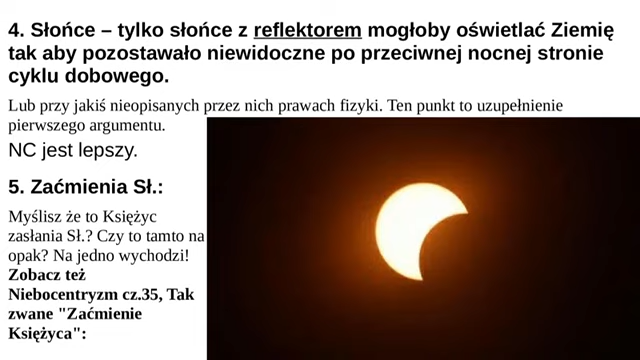 4. Słońce – tylko słońce z reflektorem mogłoby oświetlać Ziemię
tak aby pozostawało niewidoczne po przeciwnej nocnej stronie
cyklu dobowego.
Lub przy jakiś nieopisanych przez nich prawach fizyki. Ten punkt to uzupełnienie
pierwszego argumentu.
NC jest lepszy.
5. Zaćmienia Sł.:
Myślisz że to Księżyc
zasłania Sł.? Czy to tamto na
opak? Na jedno wychodzi!
Zobacz też
Niebocentryzm cz.35, Tak
zwane "Zaćmienie
Księżyca":